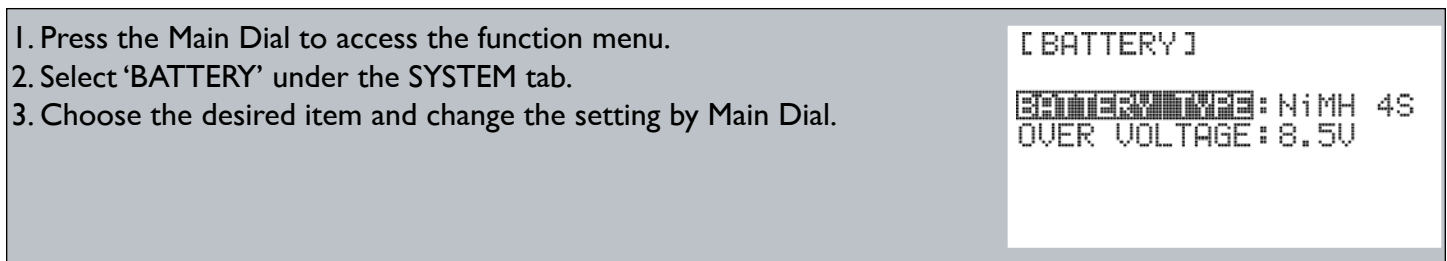 1. Press the Main Dial to access the function menu.
2. Select ‘BATTERY’ under the SYSTEM tab.
3. Choose the desired item and change the setting by Main Dial.
[BATTERY]
BATTERY TYPE:NiMH 4S
OVER VOLTAGE:8.5V